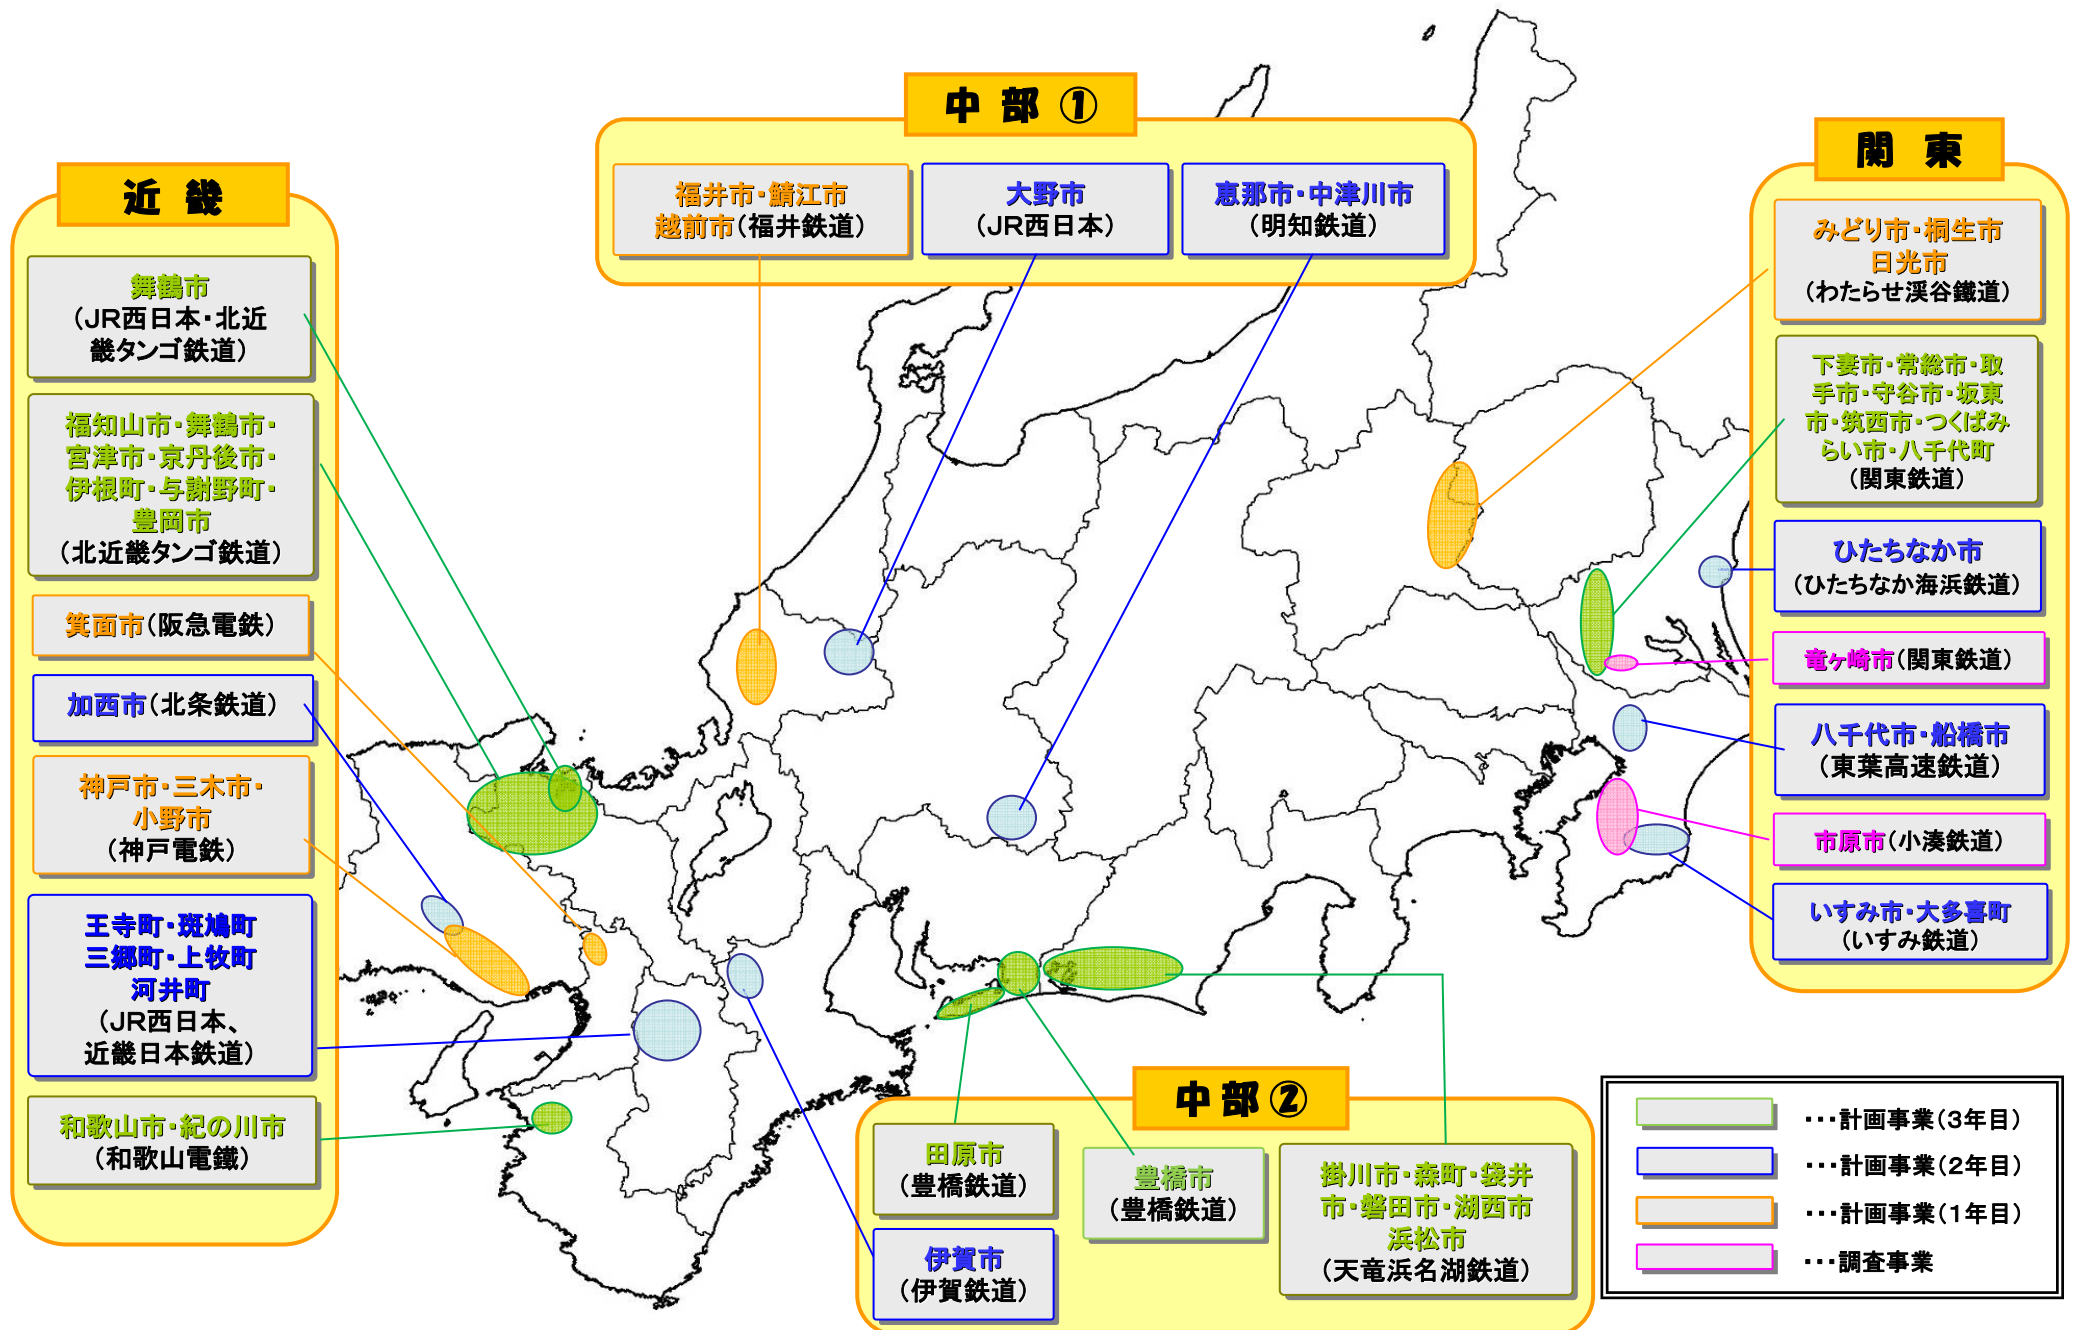 近 畿
舞鶴市
（ＪＲ西日本・北近
畿タンゴ鉄道）
福知山市・舞鶴市・
宮津市・京丹後市・
伊根町・与謝野町・
豊岡市
（北近畿タンゴ鉄道）
箕面市（阪急電鉄）
加西市（北条鉄道）
神戸市・三木市・
小野市
（神戸電鉄）
王寺町・斑鳩町
三郷町・上牧町
河井町
（ＪＲ西日本、
近畿日本鉄道）
和歌山市・紀の川市
（和歌山電鐵）
中 部 ①
福井市・鯖江市
越前市（福井鉄道）
大野市
（ＪＲ西日本）
恵那市・中津川市
（明知鉄道）
関 東
みどり市・桐生市
日光市
（わたらせ渓谷鐵道）
下妻市・常総市・取
手市・守谷市・坂東
市・筑西市・つくばみ
らい市・八千代町
（関東鉄道）
ひたちなか市
（ひたちなか海浜鉄道）
竜ヶ崎市（関東鉄道）
八千代市・船橋市
（東葉高速鉄道）
市原市（小湊鉄道）
いすみ市・大多喜町
（いすみ鉄道）
中 部 ②
田原市
（豊橋鉄道）
伊賀市
（伊賀鉄道）
豊橋市
（豊橋鉄道）
掛川市・森町・袋井
市・磐田市・湖西市
浜松市
（天竜浜名湖鉄道）
・・・計画事業（３年目）
・・・計画事業（２年目）
・・・計画事業（１年目）
・・・調査事業